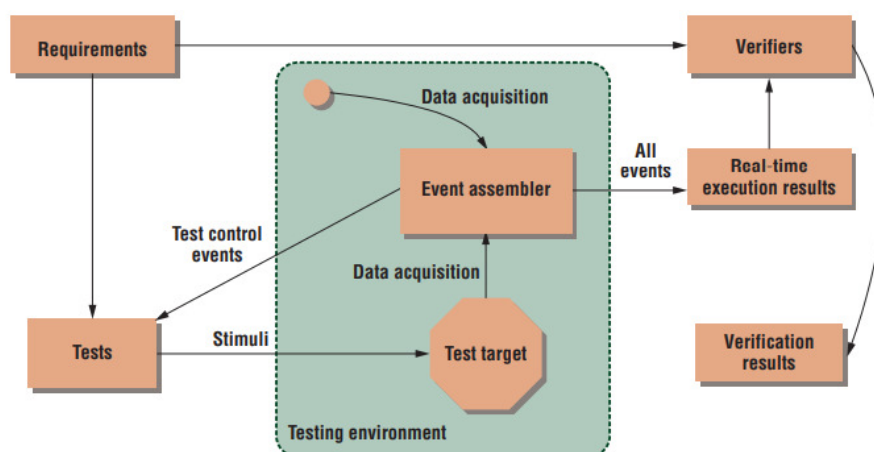 Requirements
Verifiers
Data acquisition
All
events
Real-time
execution results
Event assembler
Test control
events
Data acquisition
Stimuli
Tests
Test target
Verification
results
Testing environment